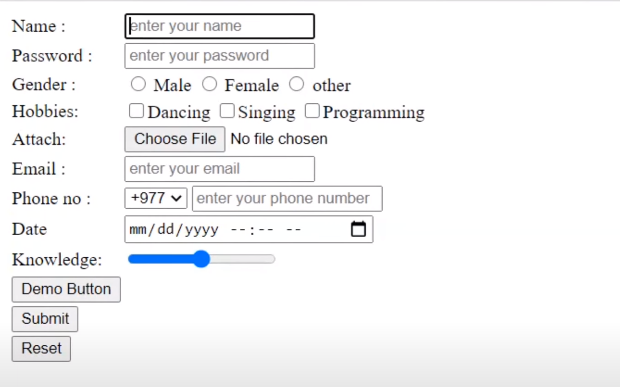 Name : enter your name
Password : enter your password
Gender : Male Female other
Hobbies: Dancing Singing Programming
Attach: Choose File No file chosen
Email : enter your email
Phone no : +977 enter your phone number
Date mm/dd/yyyy --:-- --
Knowledge:
Demo Button
Submit
Reset